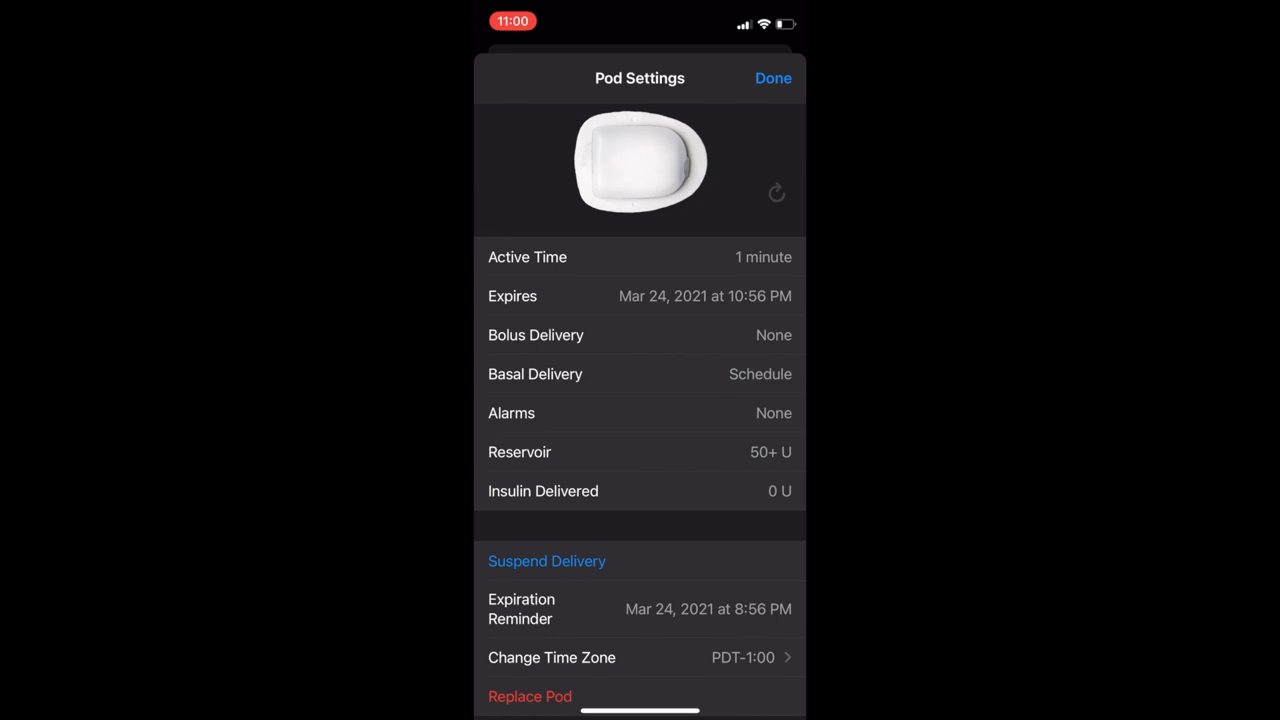 11:00
Pod Settings
Done
Active Time 1 minute
Expires Mar 24, 2021 at 10:56 PM
Bolus Delivery None
Basal Delivery Schedule
Alarms None
Reservoir 50+ U
Insulin Delivered 0 U
Suspend Delivery
Expiration
Reminder
Mar 24, 2021 at 8:56 PM
Change Time Zone PDT-1:00
Replace Pod